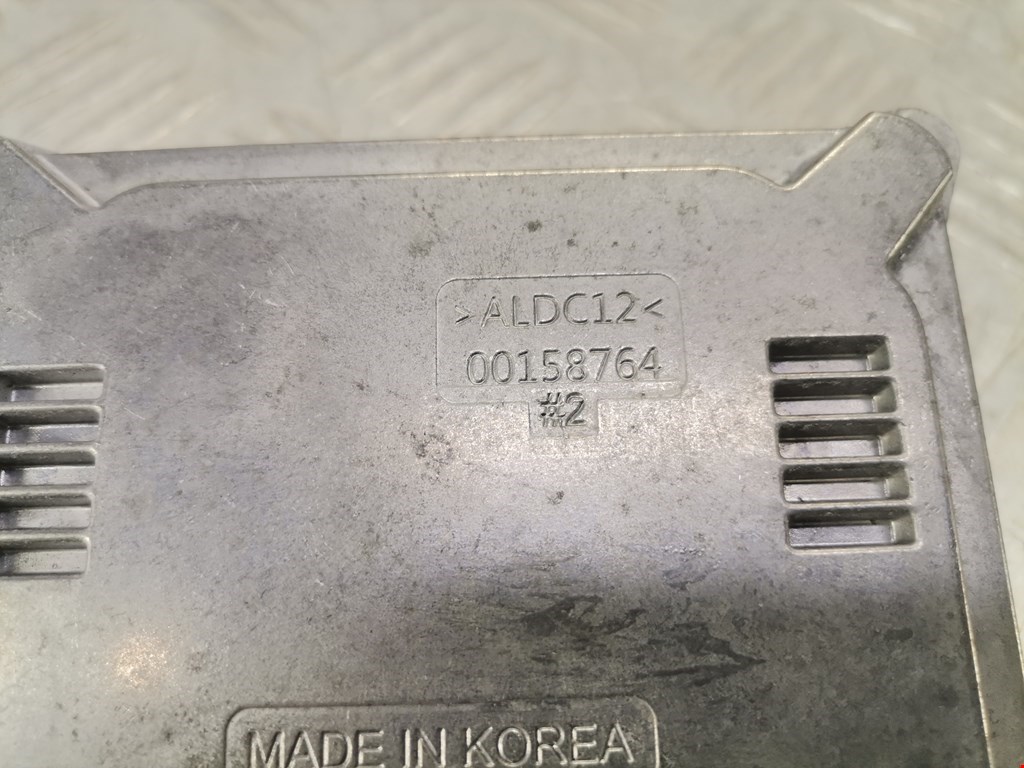 >ALDC12<
00158764
#2
MADE IN KOREA